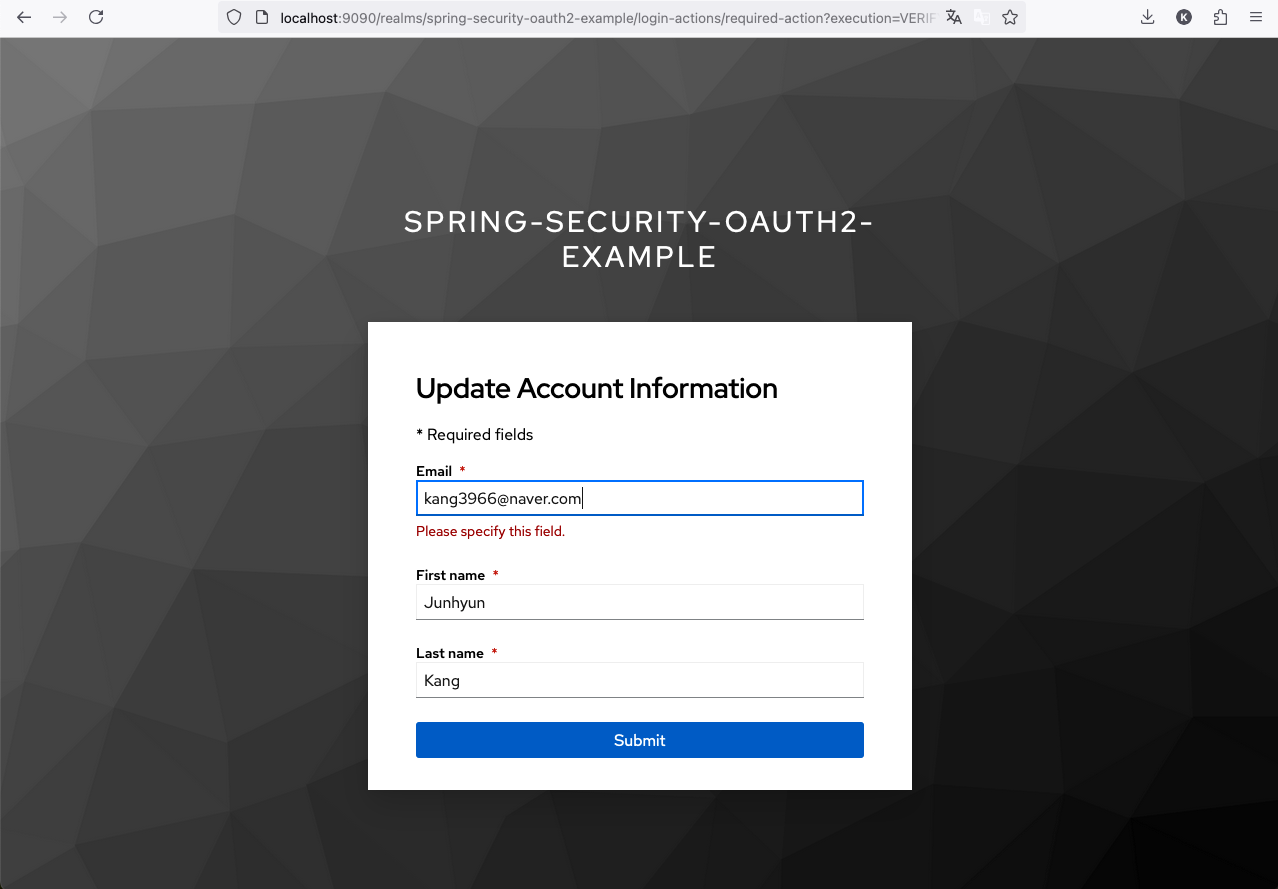 localhost:9090/realms/spring-security-oauth2-example/login-actions/required-action?execution=VERIF
K
SPRING-SECURITY-OAUTH2-
EXAMPLE
Update Account Information
* Required fields
Email *
kang3966@naver.com
Please specify this field.
First name *
Junhyun
Last name *
Kang
Submit